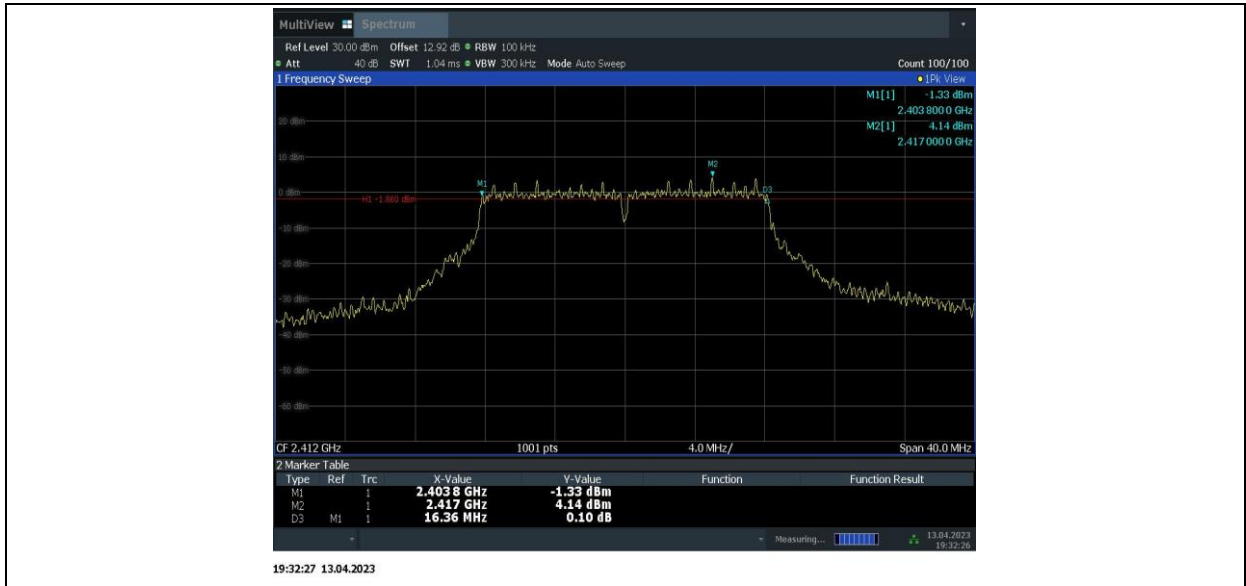 MultiView Spectrum
Ref Level 30.00 dBm Offset 12.92 dB RBW 100 kHz
Att 40 dB SWT 1.04 ms VBW 300 kHz Mode Auto Sweep Count 100/100
1 Frequency Sweep 1Pk View
M1[1] -1.33 dBm
2.403 800 0 GHz
20 dBm
M2[1] 4.14 dBm
2.417 000 0 GHz
10 dBm
M2
M1
D3
0 dBm
H1 -1.860 dBm
-10 dBm
-20 dBm
-30 dBm
-40 dBm
-50 dBm
-60 dBm
CF 2.412 GHz 1001 pts 4.0 MHz/ Span 40.0 MHz
2 Marker Table
Type Ref Trc X-Value Y-Value Function Function Result
M1 1 2.403 8 GHz -1.33 dBm
M2 1 2.417 GHz 4.14 dBm
D3 M1 1 16.36 MHz 0.10 dB
Measuring... 13.04.2023
19:32:26
19:32:27 13.04.2023